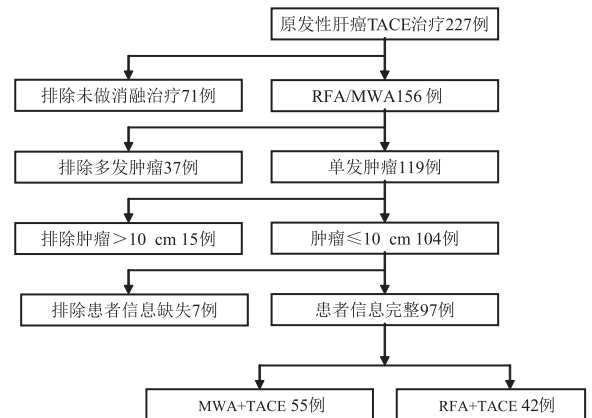 原发性肝癌TACE治疗227例
排除未做消融治疗71例
RFA/MWA156 例
排除多发肿瘤37例
单发肿瘤119例
排除肿瘤＞10 cm 15例
肿瘤≤10 cm 104例
排除患者信息缺失7例
患者信息完整97例
MWA+TACE 55例
RFA+TACE 42例